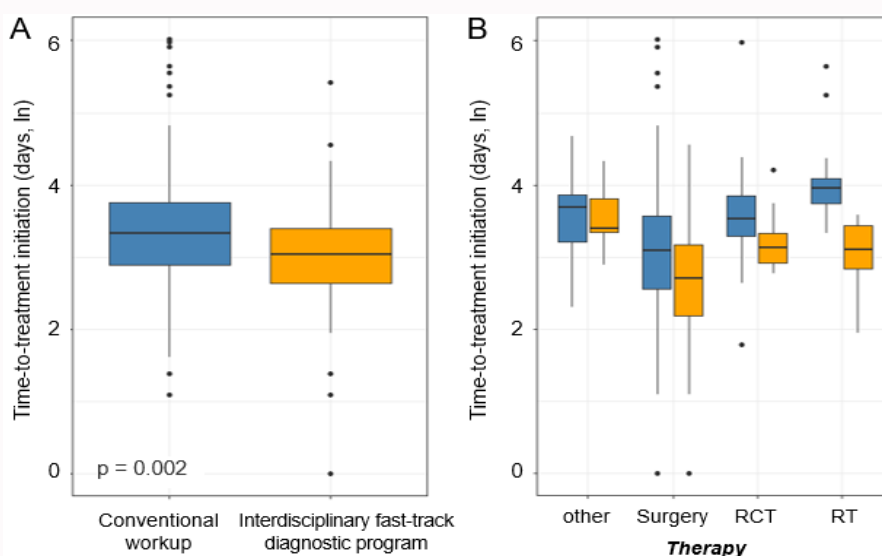 A
Time-to-treatment initiation (days, ln)
6
4
2
0
p = 0.002
Conventional
workup
Interdisciplinary fast-track
diagnostic program
B
Time-to-treatment initiation (days, ln)
6
4
2
0
other
Surgery
RCT
RT
Therapy